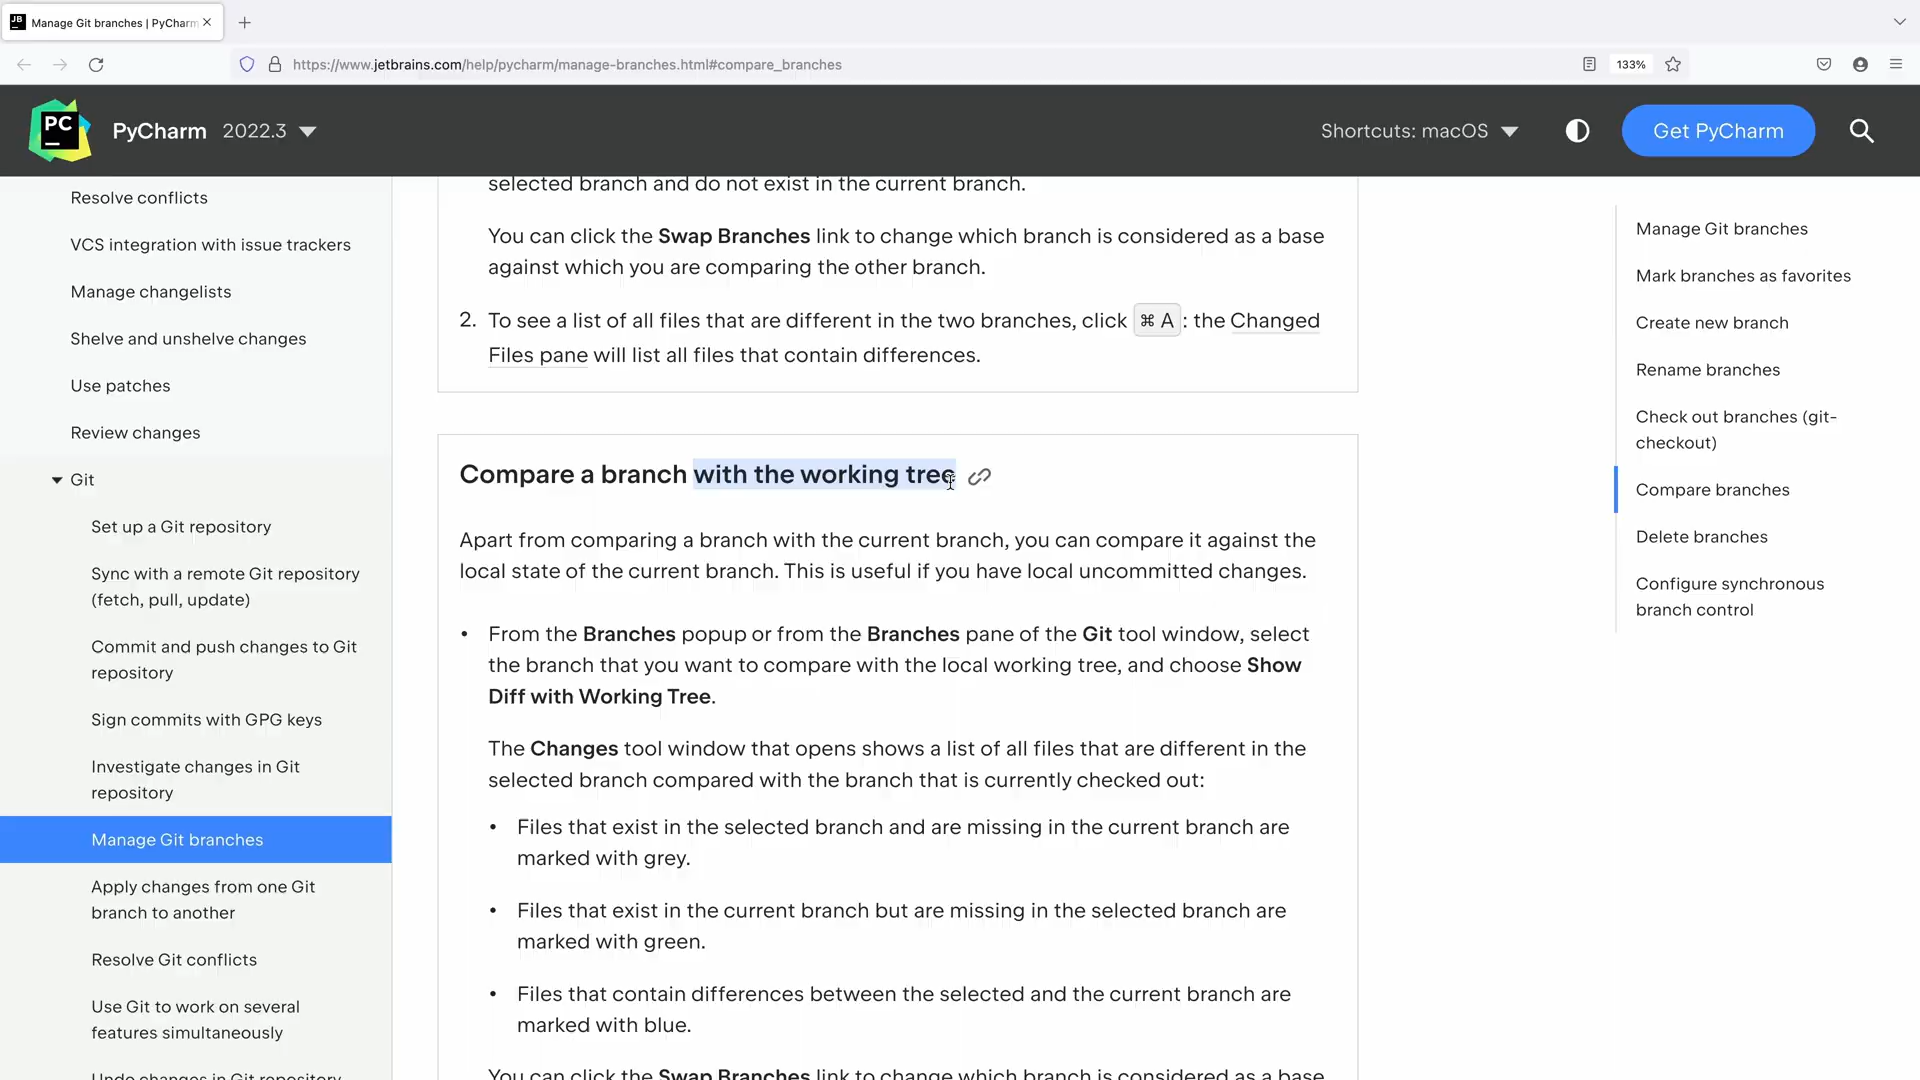 JB
Manage Git branches | PyCharm
https://www.jetbrains.com/help/pycharm/manage-branches.html#compare_branches
133%
PC
PyCharm 2022.3
Shortcuts: macOS
Get PyCharm
Resolve conflicts
VCS integration with issue trackers
Manage changelists
Shelve and unshelve changes
Use patches
Review changes
Git
Set up a Git repository
Sync with a remote Git repository
(fetch, pull, update)
Commit and push changes to Git
repository
Sign commits with GPG keys
Investigate changes in Git
repository
Manage Git branches
Apply changes from one Git
branch to another
Resolve Git conflicts
Use Git to work on several
features simultaneously
Undo changes in Git repository
selected branch and do not exist in the current branch.
You can click the Swap Branches link to change which branch is considered as a base
against which you are comparing the other branch.
2. To see a list of all files that are different in the two branches, click ⌘ A : the Changed
Files pane will list all files that contain differences.
Compare a branch with the working tree
Apart from comparing a branch with the current branch, you can compare it against the
local state of the current branch. This is useful if you have local uncommitted changes.
• From the Branches popup or from the Branches pane of the Git tool window, select
the branch that you want to compare with the local working tree, and choose Show
Diff with Working Tree.
The Changes tool window that opens shows a list of all files that are different in the
selected branch compared with the branch that is currently checked out:
• Files that exist in the selected branch and are missing in the current branch are
marked with grey.
• Files that exist in the current branch but are missing in the selected branch are
marked with green.
• Files that contain differences between the selected and the current branch are
marked with blue.
You can click the Swap Branches link to change which branch is considered as a base
Manage Git branches
Mark branches as favorites
Create new branch
Rename branches
Check out branches (git-
checkout)
Compare branches
Delete branches
Configure synchronous
branch control